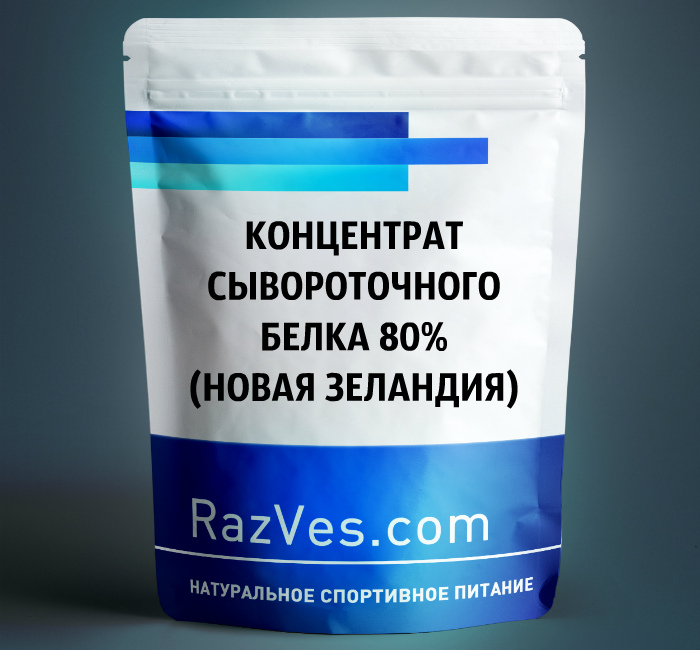 КОНЦЕНТРАТ
СЫВОРОТОЧНОГО
БЕЛКА 80%
(НОВАЯ ЗЕЛАНДИЯ)
RazVes.com
НАТУРАЛЬНОЕ СПОРТИВНОЕ ПИТАНИЕ